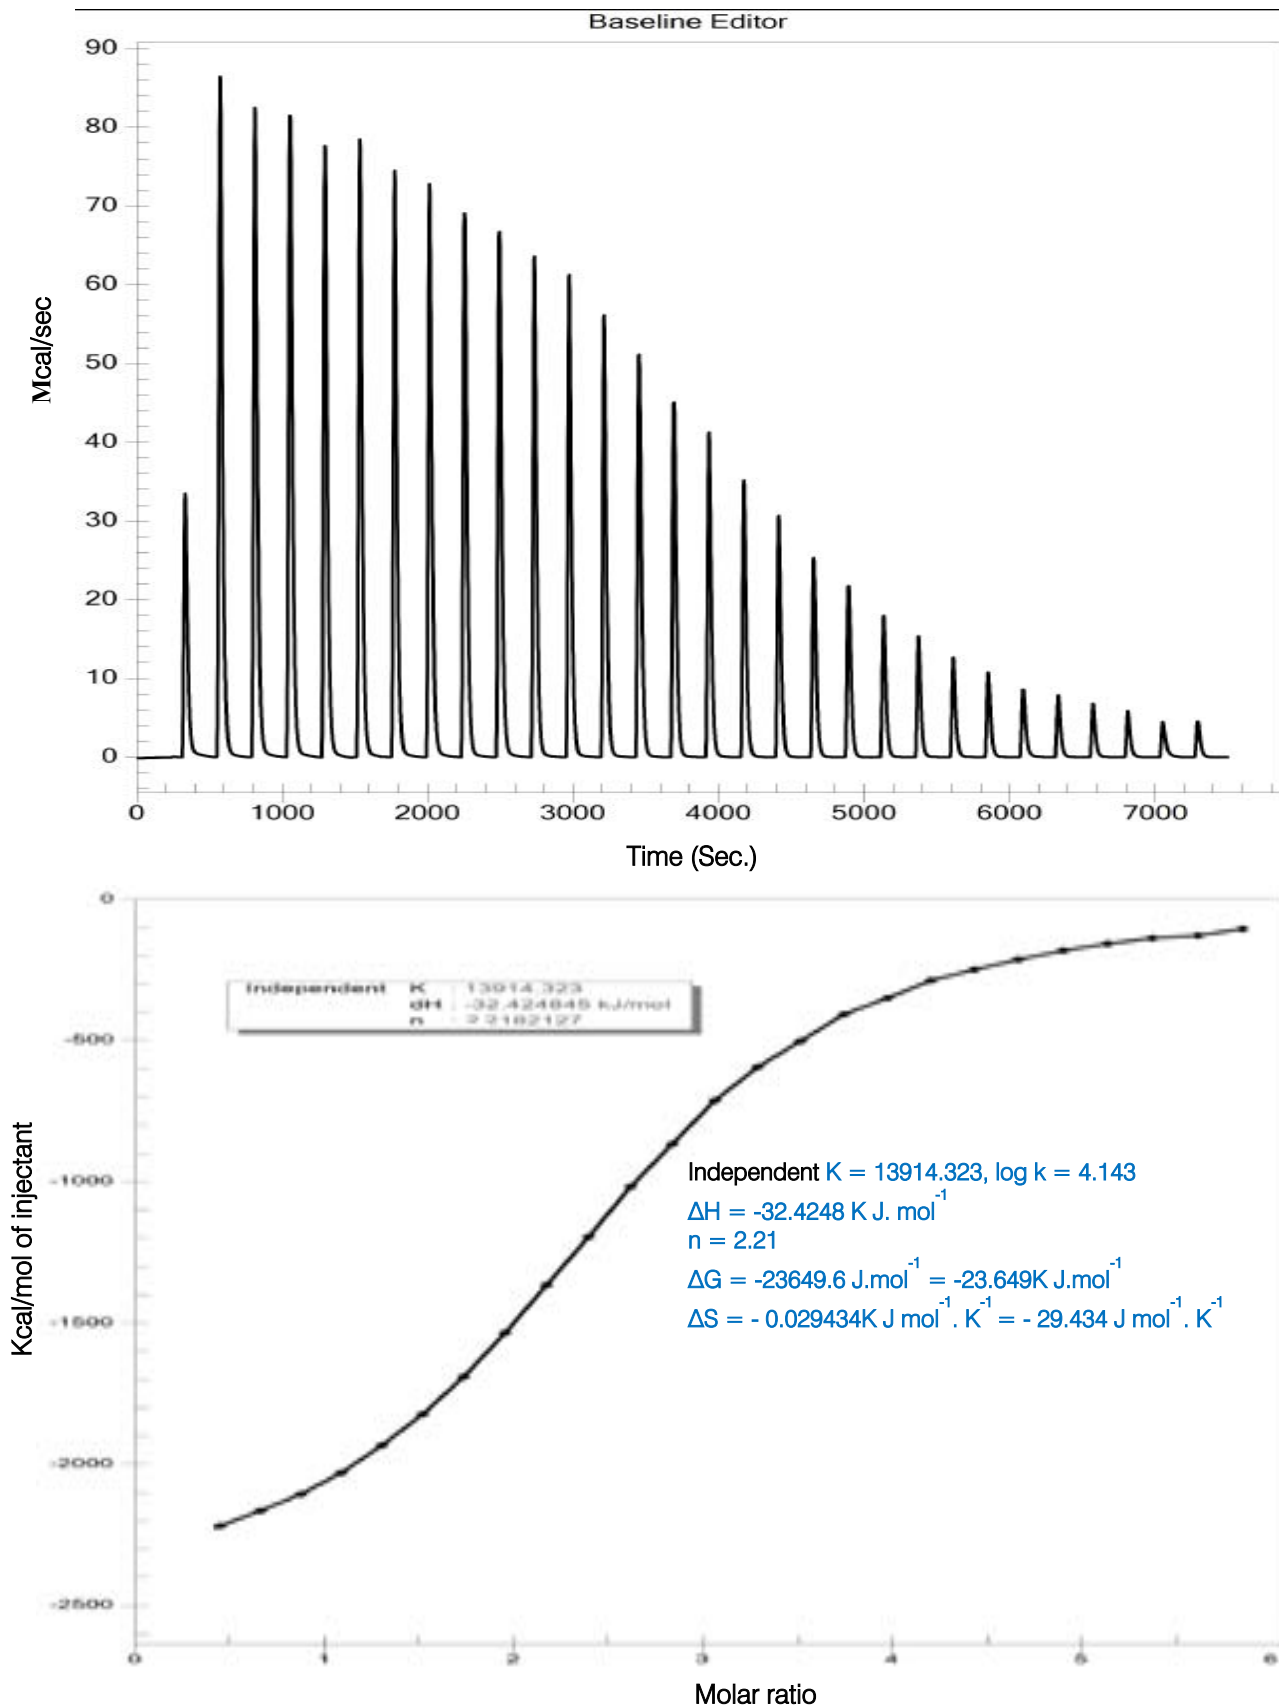 Baseline Editor
90
80
70
60
50
40
30
20
10
0
Mcal/sec
0 1000 2000 3000 4000 5000 6000 7000
Time (Sec.)
0
-500
-1000
-1500
-2000
-2500
Kcal/mol of injectant
Independent K : 13914.323
dH : -32.424845 kJ/mol
n : 2.2182127
Independent K = 13914.323, log k = 4.143
ΔH = -32.4248 K J. mol⁻¹
n = 2.21
ΔG = -23649.6 J.mol⁻¹ = -23.649K J.mol⁻¹
ΔS = - 0.029434K J mol⁻¹. K⁻¹ = - 29.434 J mol⁻¹. K⁻¹
0 1 2 3 4 5 6
Molar ratio